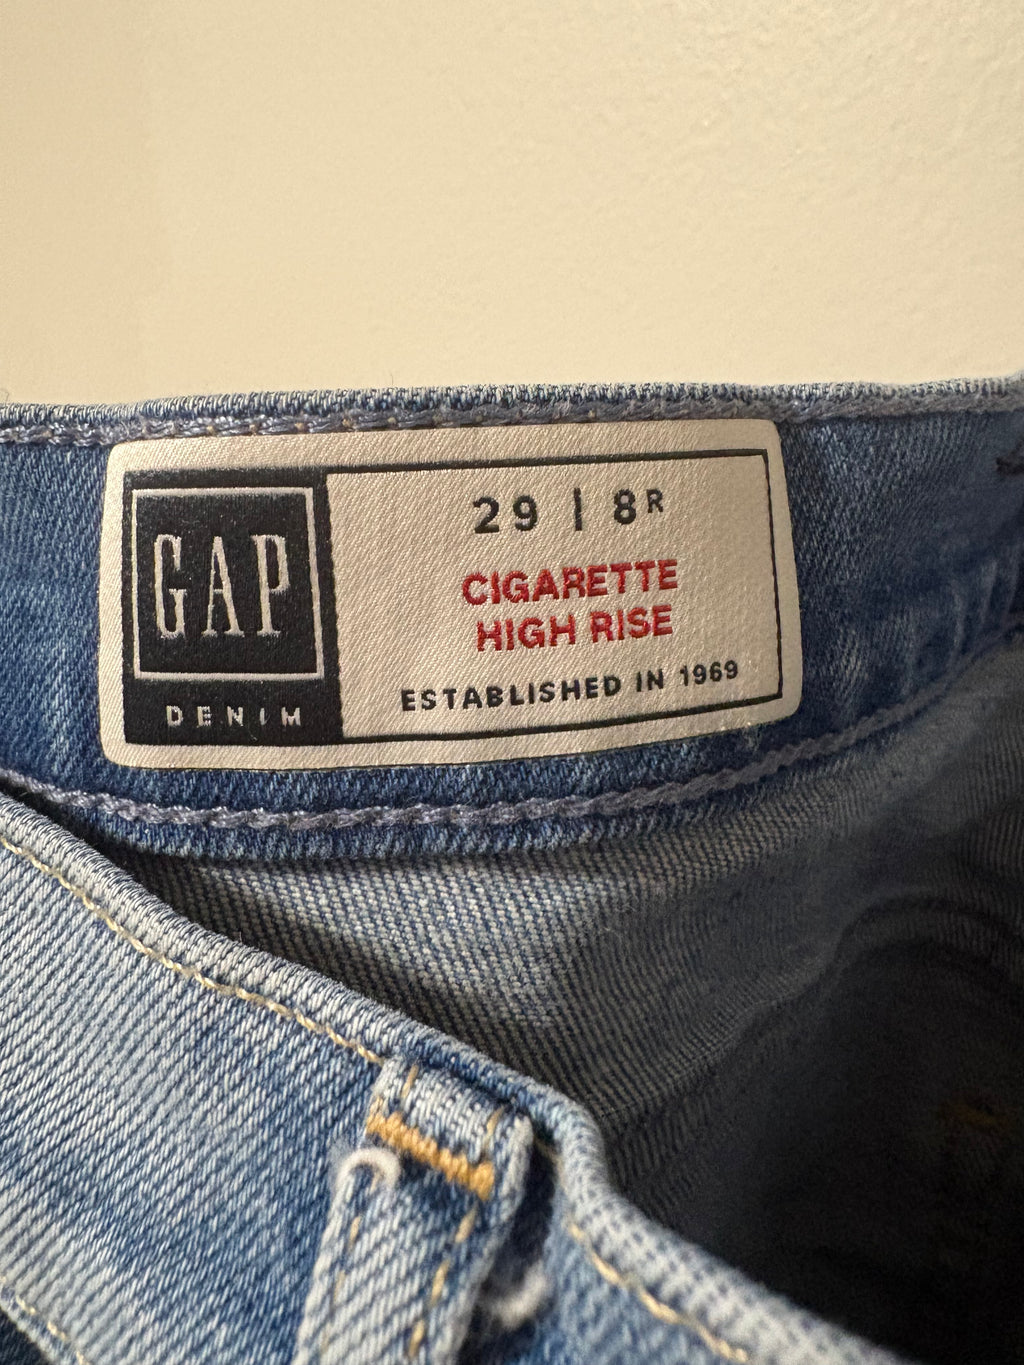 GAP
DENIM
29 | 8R
CIGARETTE
HIGH RISE
ESTABLISHED IN 1969